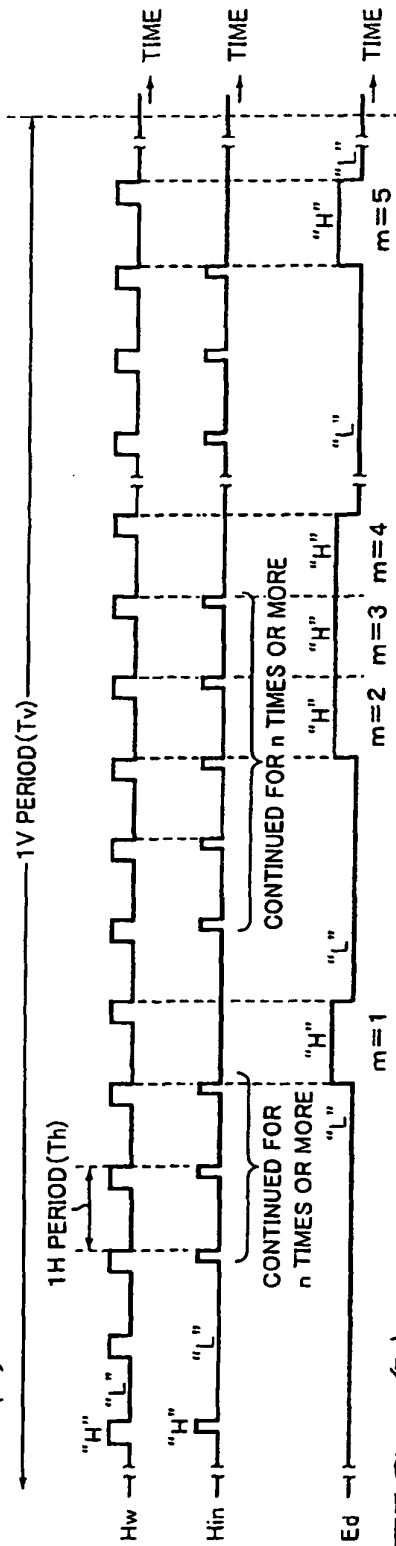 1V PERIOD(Tv)
1H PERIOD(Th)
Hw
"H"
"L"
TIME
Hin
"H"
"L"
CONTINUED FOR
n TIMES OR MORE
CONTINUED FOR n TIMES OR MORE
TIME
Ed
"L"
"H"
"L"
"H"
"H"
"H"
"L"
"H"
"L"
TIME
m=1
m=2
m=3
m=4
m=5